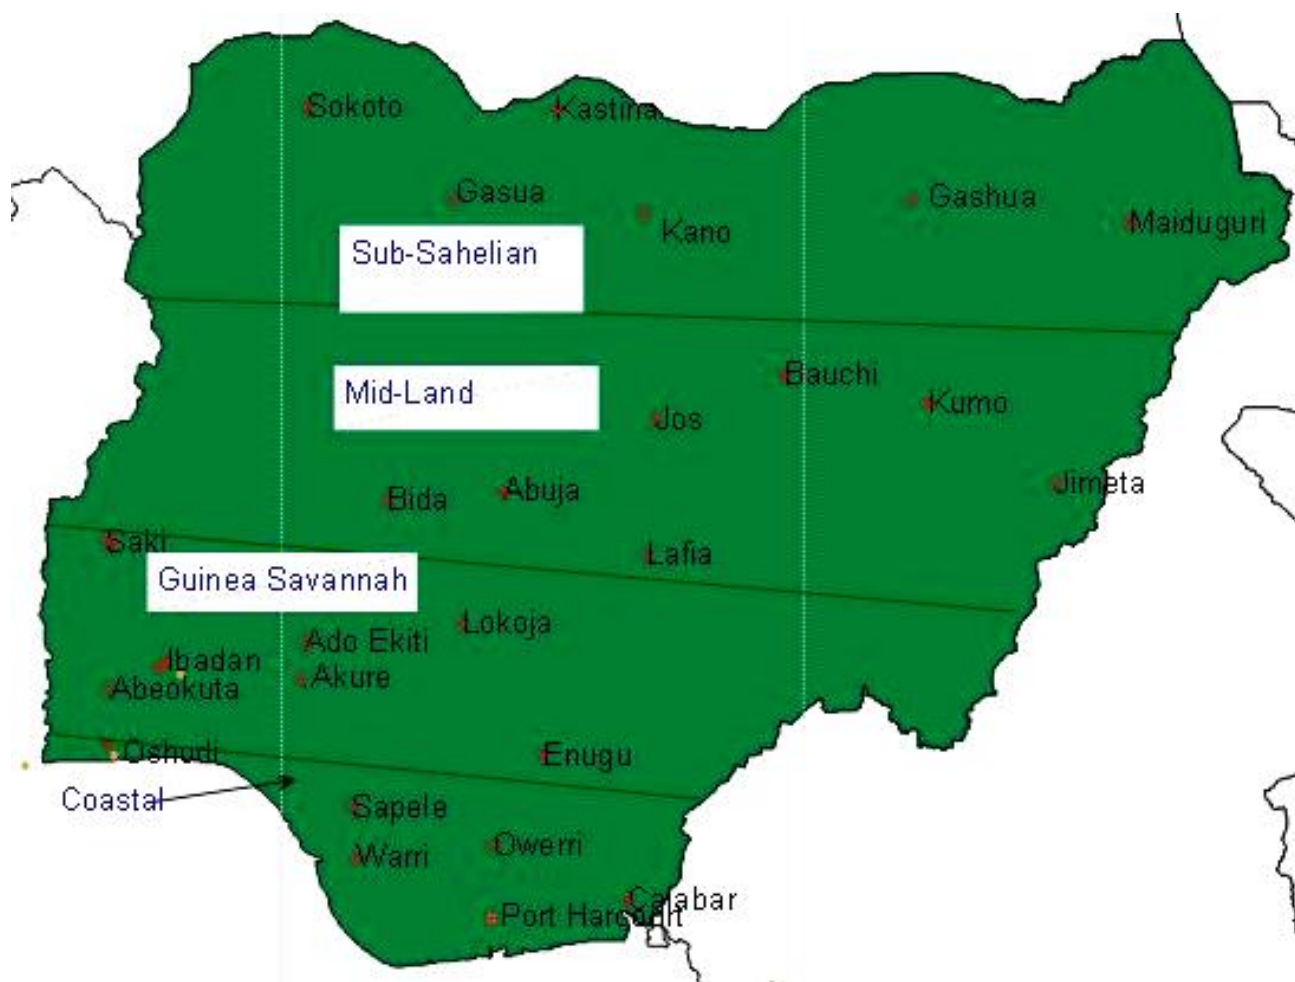 Sokoto
Kastina
Gasua
Kano
Gashua
Maiduguri
Sub-Sahelian
Mid-Land
Bauchi
Kumo
Jos
Bida
Abuja
Jimeta
Saki
Lafia
Guinea Savannah
Lokoja
Ado Ekiti
Ibadan
Akure
Abeokuta
Oshodi
Enugu
Coastal
Sapele
Warri
Owerri
Calabar
Port Harcourt